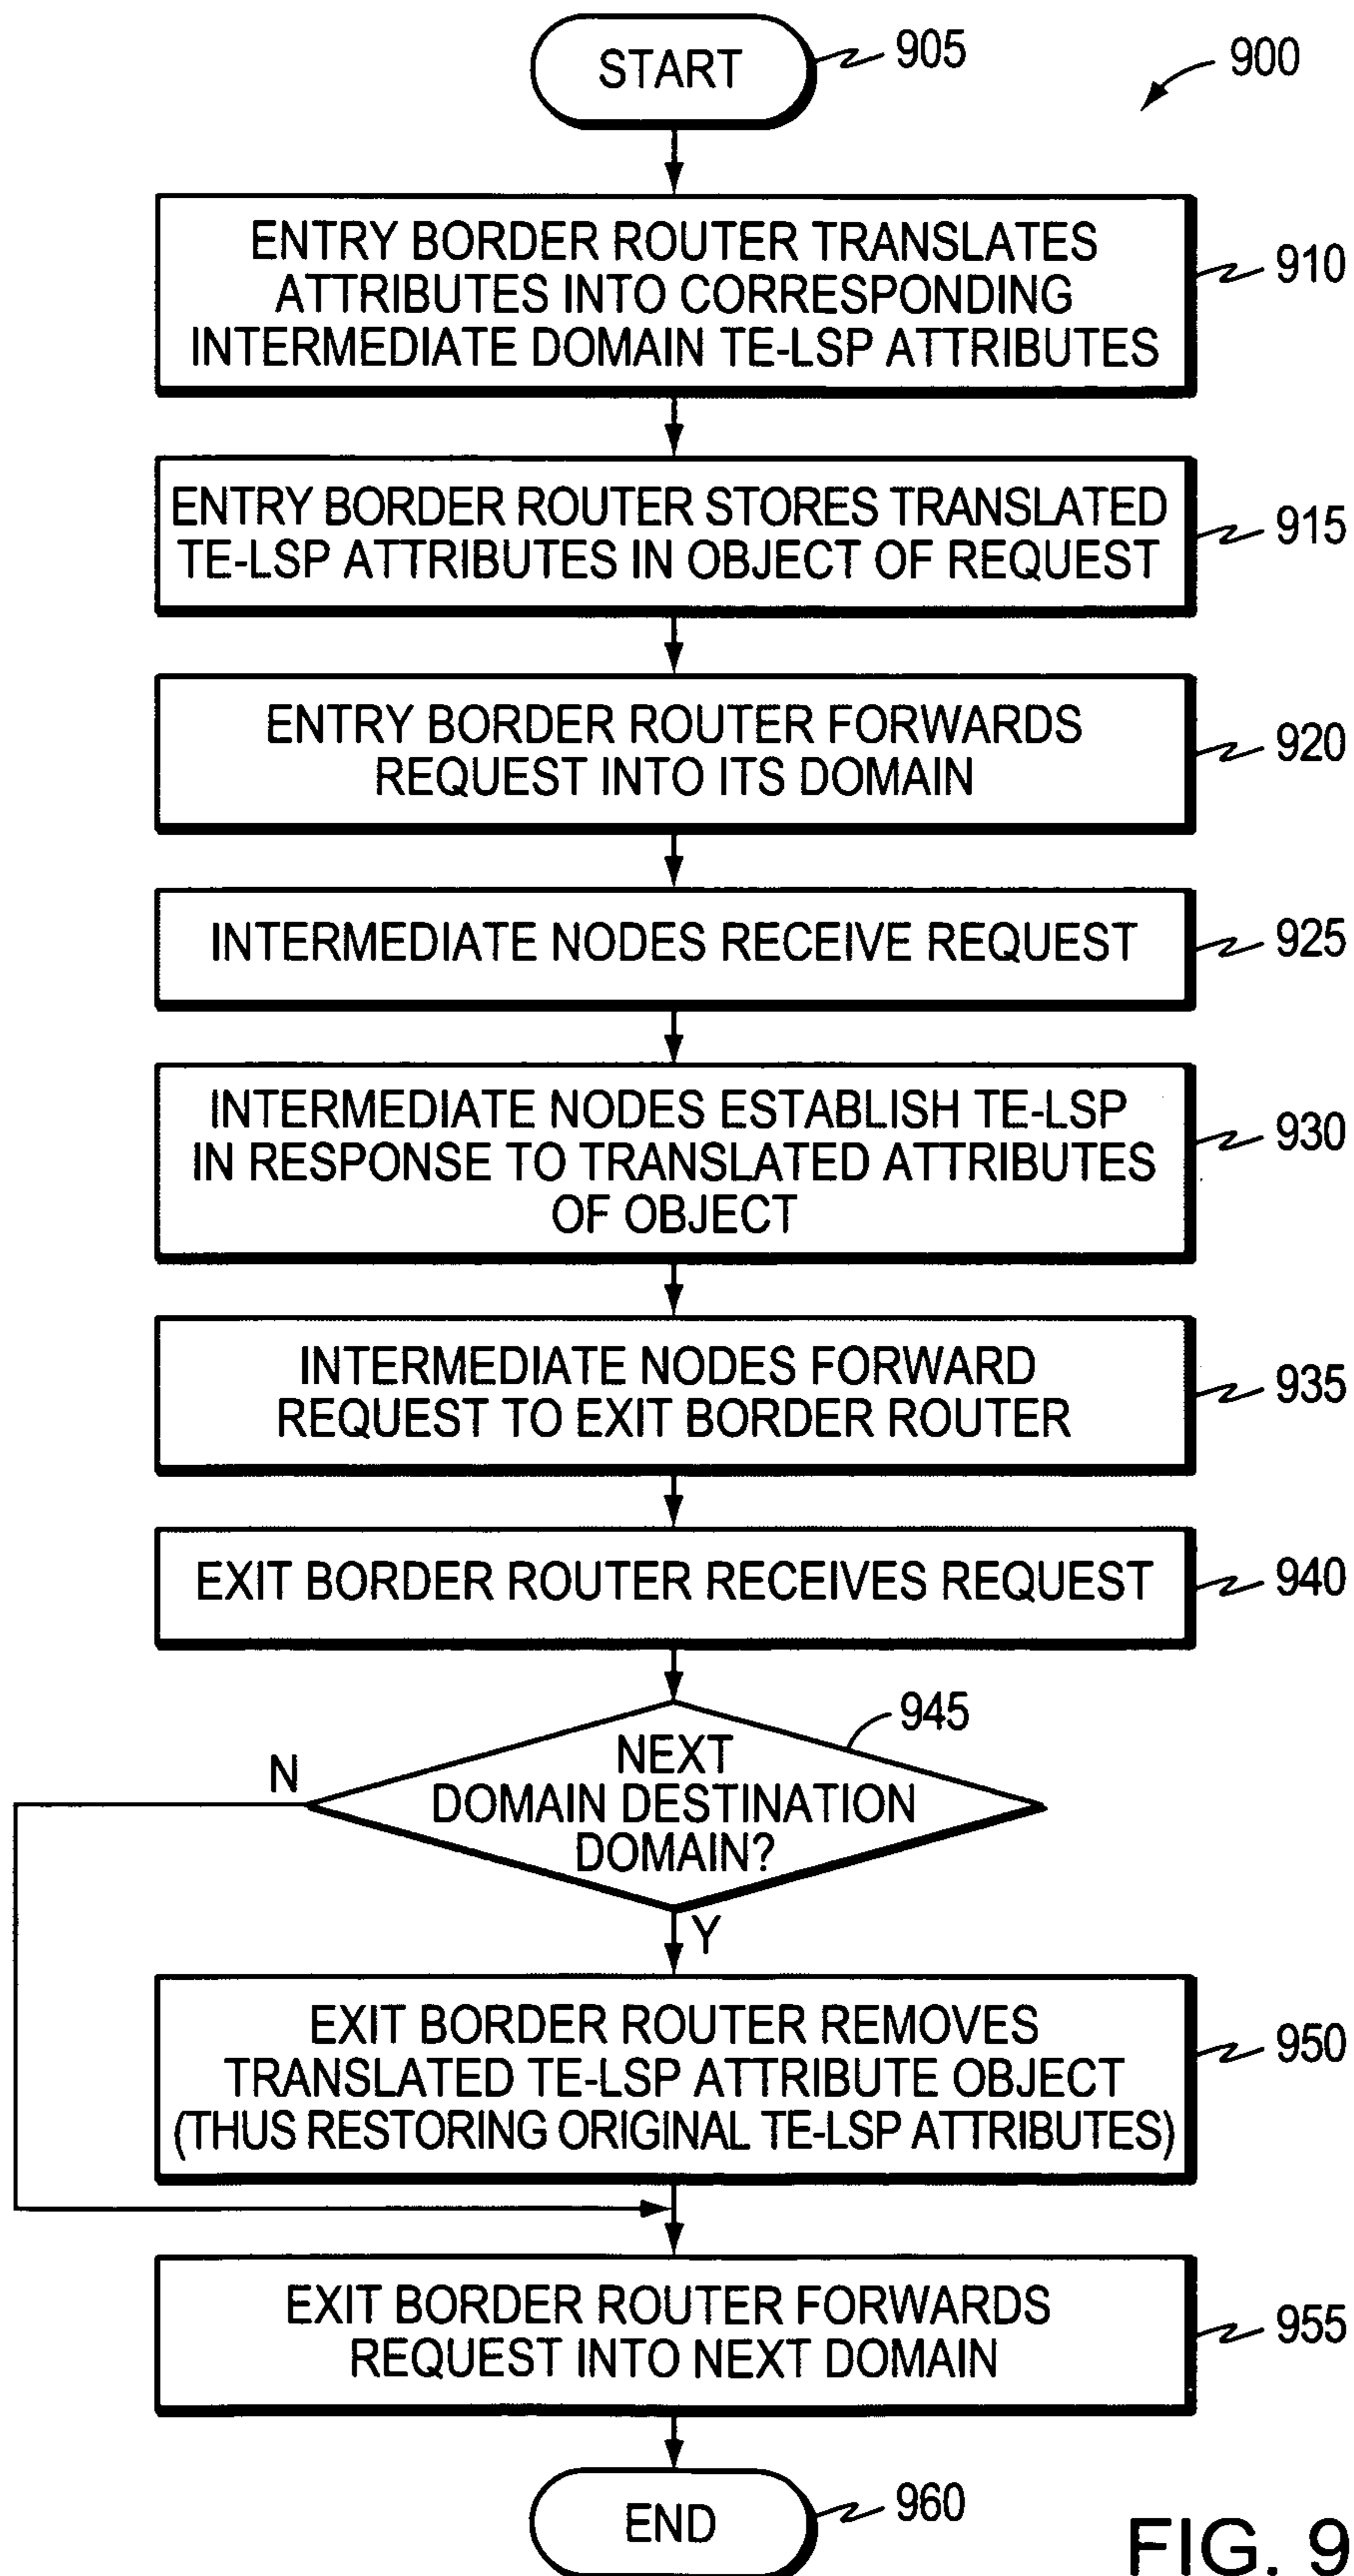 START
905
900
ENTRY BORDER ROUTER TRANSLATES
ATTRIBUTES INTO CORRESPONDING
INTERMEDIATE DOMAIN TE-LSP ATTRIBUTES
910
ENTRY BORDER ROUTER STORES TRANSLATED
TE-LSP ATTRIBUTES IN OBJECT OF REQUEST
915
ENTRY BORDER ROUTER FORWARDS
REQUEST INTO ITS DOMAIN
920
INTERMEDIATE NODES RECEIVE REQUEST
925
INTERMEDIATE NODES ESTABLISH TE-LSP
IN RESPONSE TO TRANSLATED ATTRIBUTES
OF OBJECT
930
INTERMEDIATE NODES FORWARD
REQUEST TO EXIT BORDER ROUTER
935
EXIT BORDER ROUTER RECEIVES REQUEST
940
945
N
NEXT
DOMAIN DESTINATION
DOMAIN?
Y
EXIT BORDER ROUTER REMOVES
TRANSLATED TE-LSP ATTRIBUTE OBJECT
(THUS RESTORING ORIGINAL TE-LSP ATTRIBUTES)
950
EXIT BORDER ROUTER FORWARDS
REQUEST INTO NEXT DOMAIN
955
END
960
FIG. 9